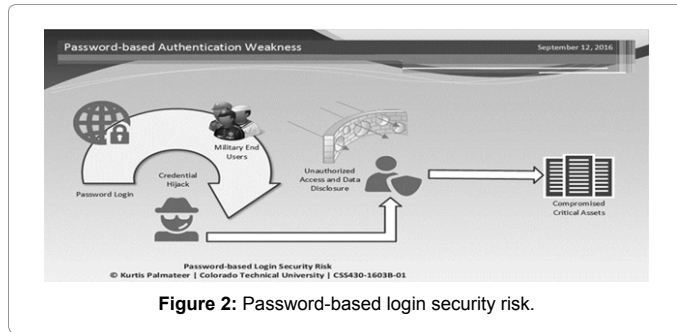 Password-based Authentication Weakness
September 12, 2016
Military End
Users
Credential
Hijack
Password Login
Unauthorized
Access and Data
Disclosure
Compromised
Critical Assets
Password-based Login Security Risk
© Kurtis Palmateer | Colorado Technical University | CSS430-1603B-01
Figure 2: Password-based login security risk.